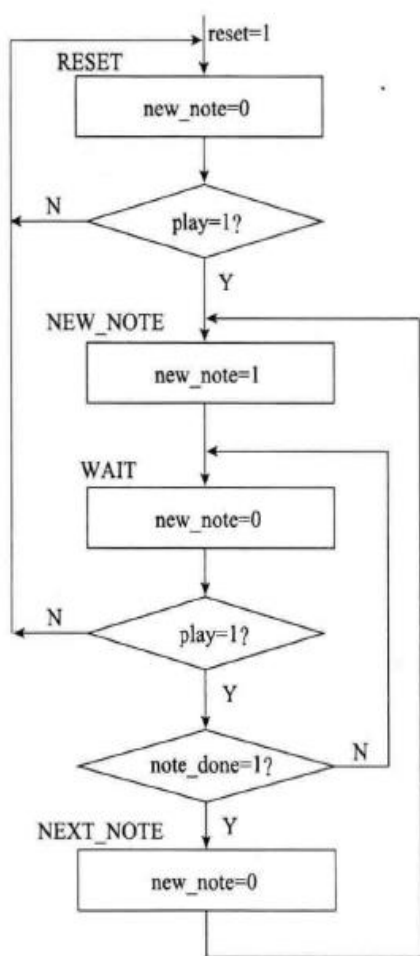 reset=1
RESET
new_note=0
N
play=1?
Y
NEW_NOTE
new_note=1
WAIT
new_note=0
N
play=1?
Y
note_done=1?
N
Y
NEXT_NOTE
new_note=0